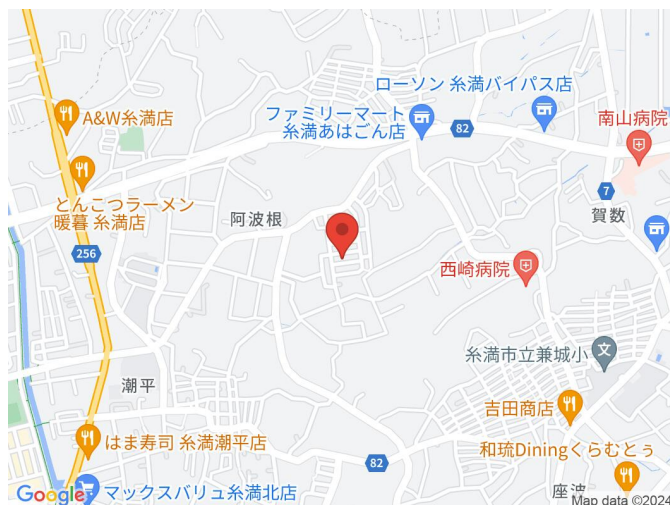 ローソン 糸満バイパス店
A&W糸満店
ファミリーマート
糸満あはごん店
82
南山病院
とんこつラーメン
暖暮 糸満店
7
阿波根
賀数
256
西崎病院
糸満市立兼城小
文
潮平
吉田商店
はま寿司 糸満潮平店
82
和琉Diningくらむとぅ
Google
マックスバリュ糸満北店
座波
Map data ©2024